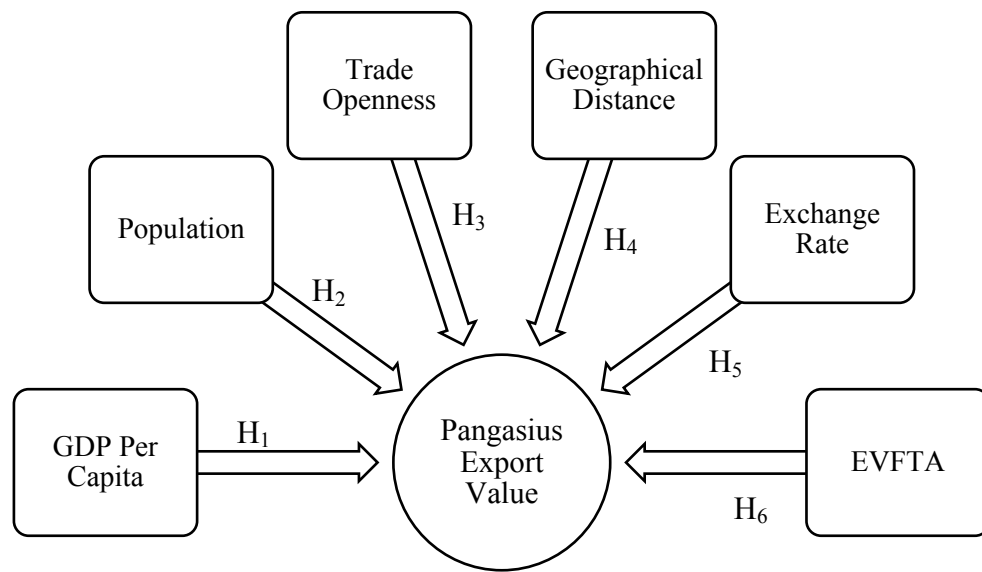 Trade
Openness
Geographical
Distance
Population
Exchange
Rate
H₃
H₄
H₂
H₅
GDP Per
Capita
H₁
Pangasius
Export
Value
EVFTA
H₆